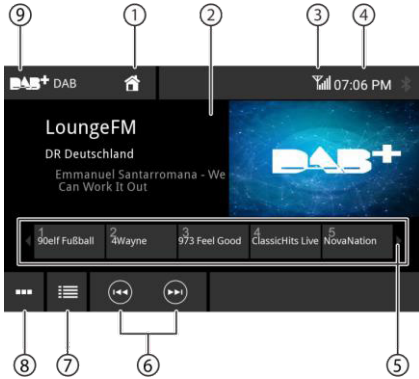 ⑨ ① ② ③ ④
DAB+ DAB 07:06 PM
LoungeFM
DR Deutschland
Emmanuel Santarromana - We
Can Work It Out
DAB+
1 2 3 4 5
90elf Fußball 4Wayne 973 Feel Good ClassicHits Live NovaNation
⑧ ⑦ ⑥ ⑤